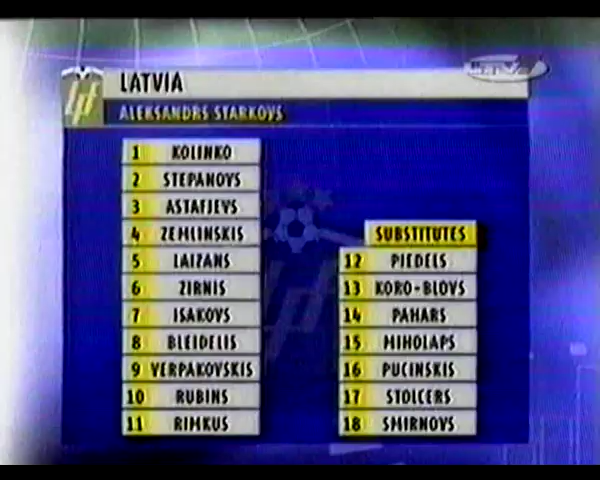 LATVIA
ALEKSANDRS STARKOVS
1 KOLINKO
2 STEPANOVS
3 ASTAFJEVS
4 ZEMLINSKIS
5 LAIZANS
6 ZIRNIS
7 ISAKOVS
8 BLEIDELIS
9 VERPAKOVSKIS
10 RUBINS
11 RIMKUS
SUBSTITUTES
12 PIEDELS
13 KORO-BLOVS
14 PAHARS
15 MIHOLAPS
16 PUCINSKIS
17 STOLCERS
18 SMIRNOVS